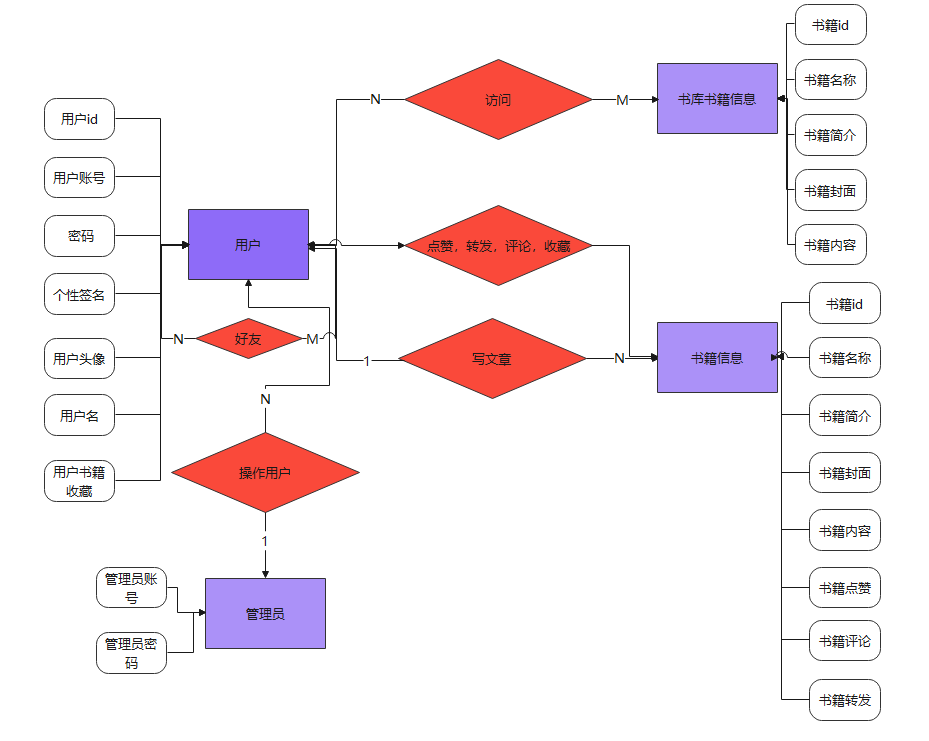 书籍id
书籍名称
书籍简介
书籍封面
书籍内容
N
访问
M
书库书籍信息
用户id
用户账号
密码
个性签名
用户头像
用户名
用户书籍
收藏
用户
点赞，转发，评论，收藏
N
好友
M
1
写文章
N
书籍信息
书籍id
书籍名称
书籍简介
书籍封面
书籍内容
书籍点赞
书籍评论
书籍转发
N
操作用户
1
管理员账
号
管理员密
码
管理员